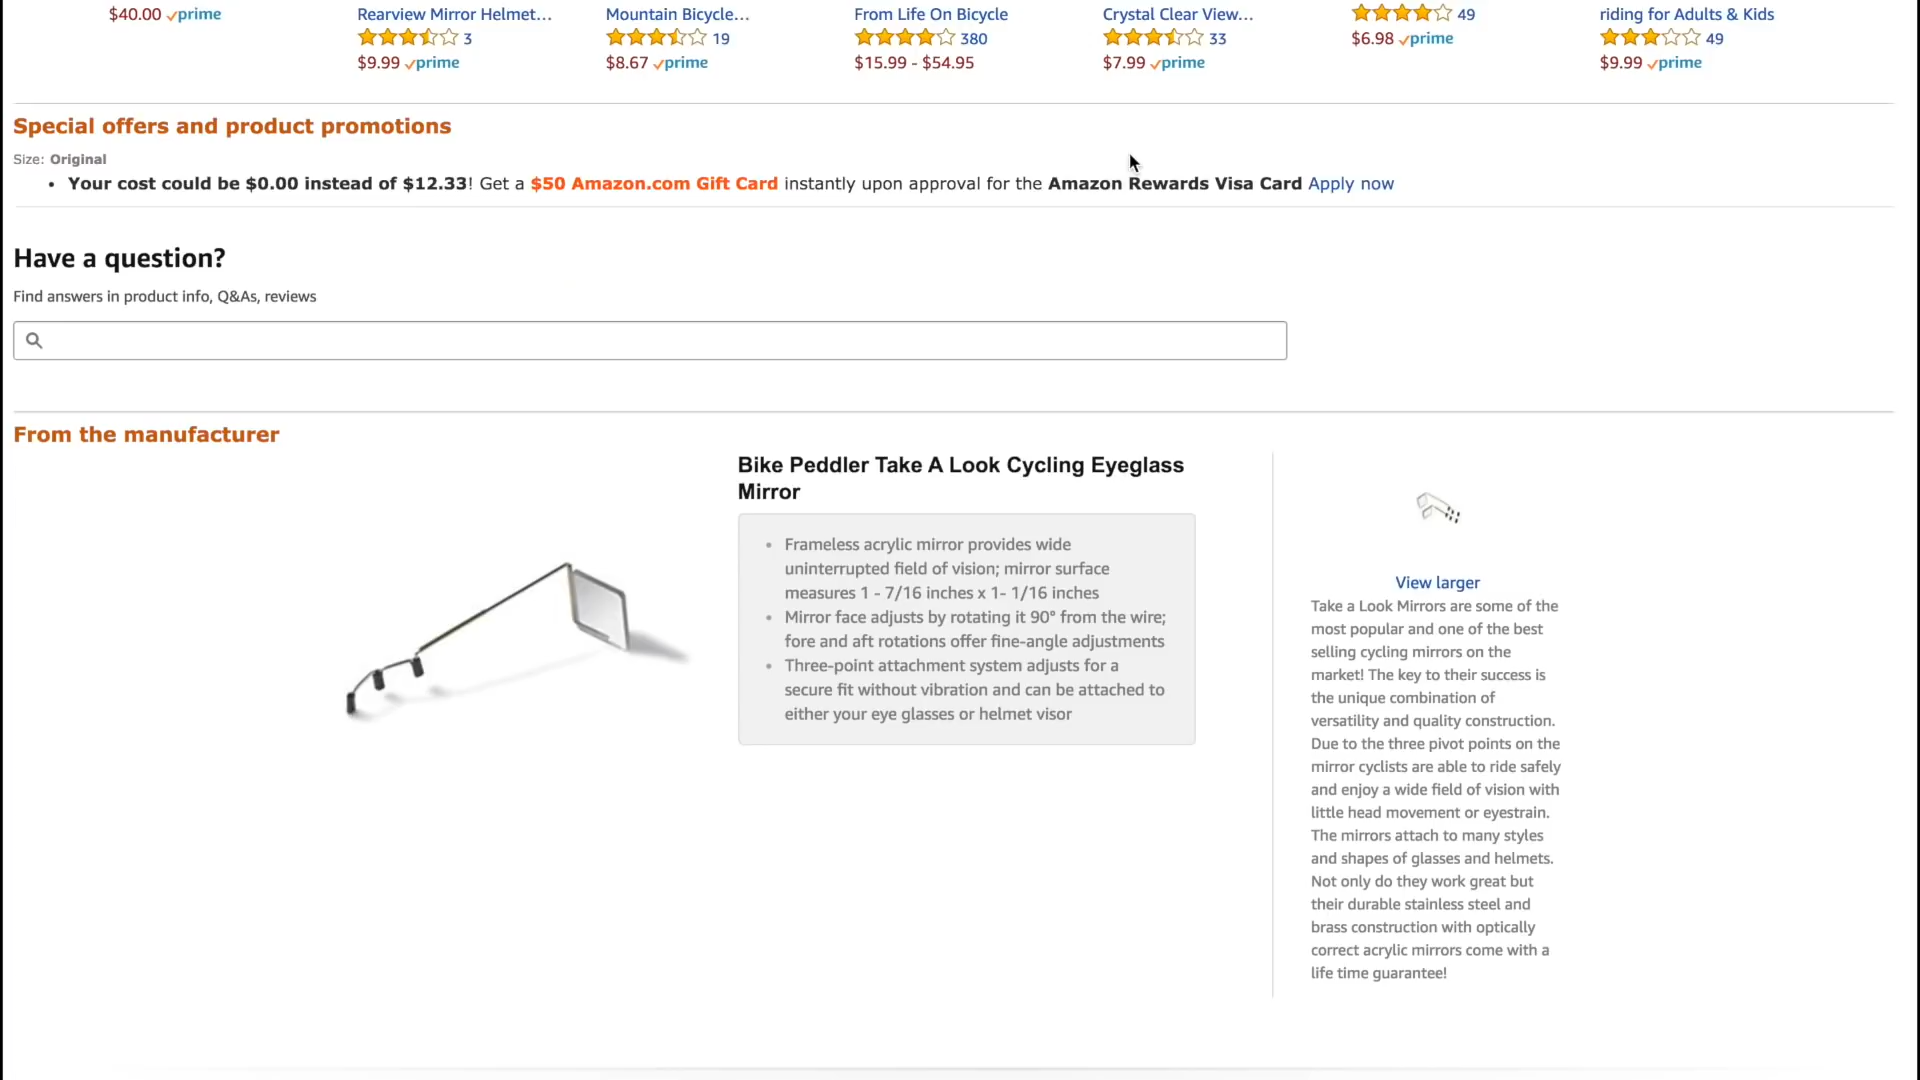 $40.00 prime
Rearview Mirror Helmet...
3
$9.99 prime
Mountain Bicycle...
19
$8.67 prime
From Life On Bicycle
380
$15.99 - $54.95
Crystal Clear View...
33
$7.99 prime
49
$6.98 prime
riding for Adults & Kids
49
$9.99 prime
Special offers and product promotions
Size: Original
• Your cost could be $0.00 instead of $12.33! Get a $50 Amazon.com Gift Card instantly upon approval for the Amazon Rewards Visa Card Apply now
Have a question?
Find answers in product info, Q&As, reviews
From the manufacturer
Bike Peddler Take A Look Cycling Eyeglass
Mirror
• Frameless acrylic mirror provides wide
uninterrupted field of vision; mirror surface
measures 1 - 7/16 inches x 1- 1/16 inches
• Mirror face adjusts by rotating it 90° from the wire;
fore and aft rotations offer fine-angle adjustments
• Three-point attachment system adjusts for a
secure fit without vibration and can be attached to
either your eye glasses or helmet visor
View larger
Take a Look Mirrors are some of the
most popular and one of the best
selling cycling mirrors on the
market! The key to their success is
the unique combination of
versatility and quality construction.
Due to the three pivot points on the
mirror cyclists are able to ride safely
and enjoy a wide field of vision with
little head movement or eyestrain.
The mirrors attach to many styles
and shapes of glasses and helmets.
Not only do they work great but
their durable stainless steel and
brass construction with optically
correct acrylic mirrors come with a
life time guarantee!